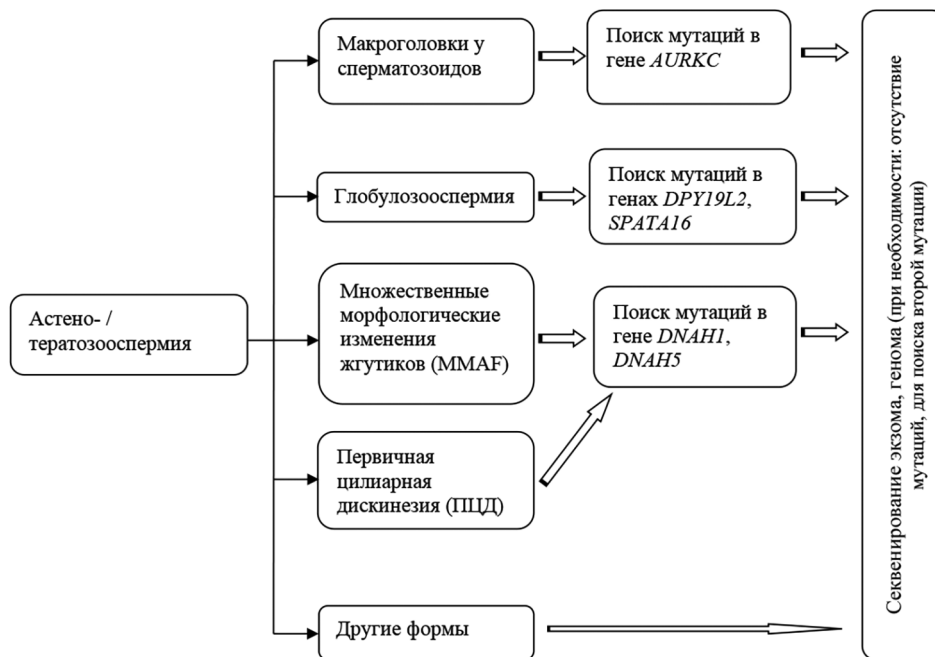 Астено- /
тератозооспермия
Макроголовки у
сперматозоидов
Поиск мутаций в
гене AURKC
Глобулозооспермия
Поиск мутаций в
генах DPY19L2,
SPATA16
Множественные
морфологические
изменения
жгутиков (MMAF)
Поиск мутаций в
гене DNAH1,
DNAH5
Первичная
цилиарная
дискинезия (ПЦД)
Другие формы
Секвенирование экзома, генома (при необходимости: отсутствие
мутаций, для поиска второй мутации)